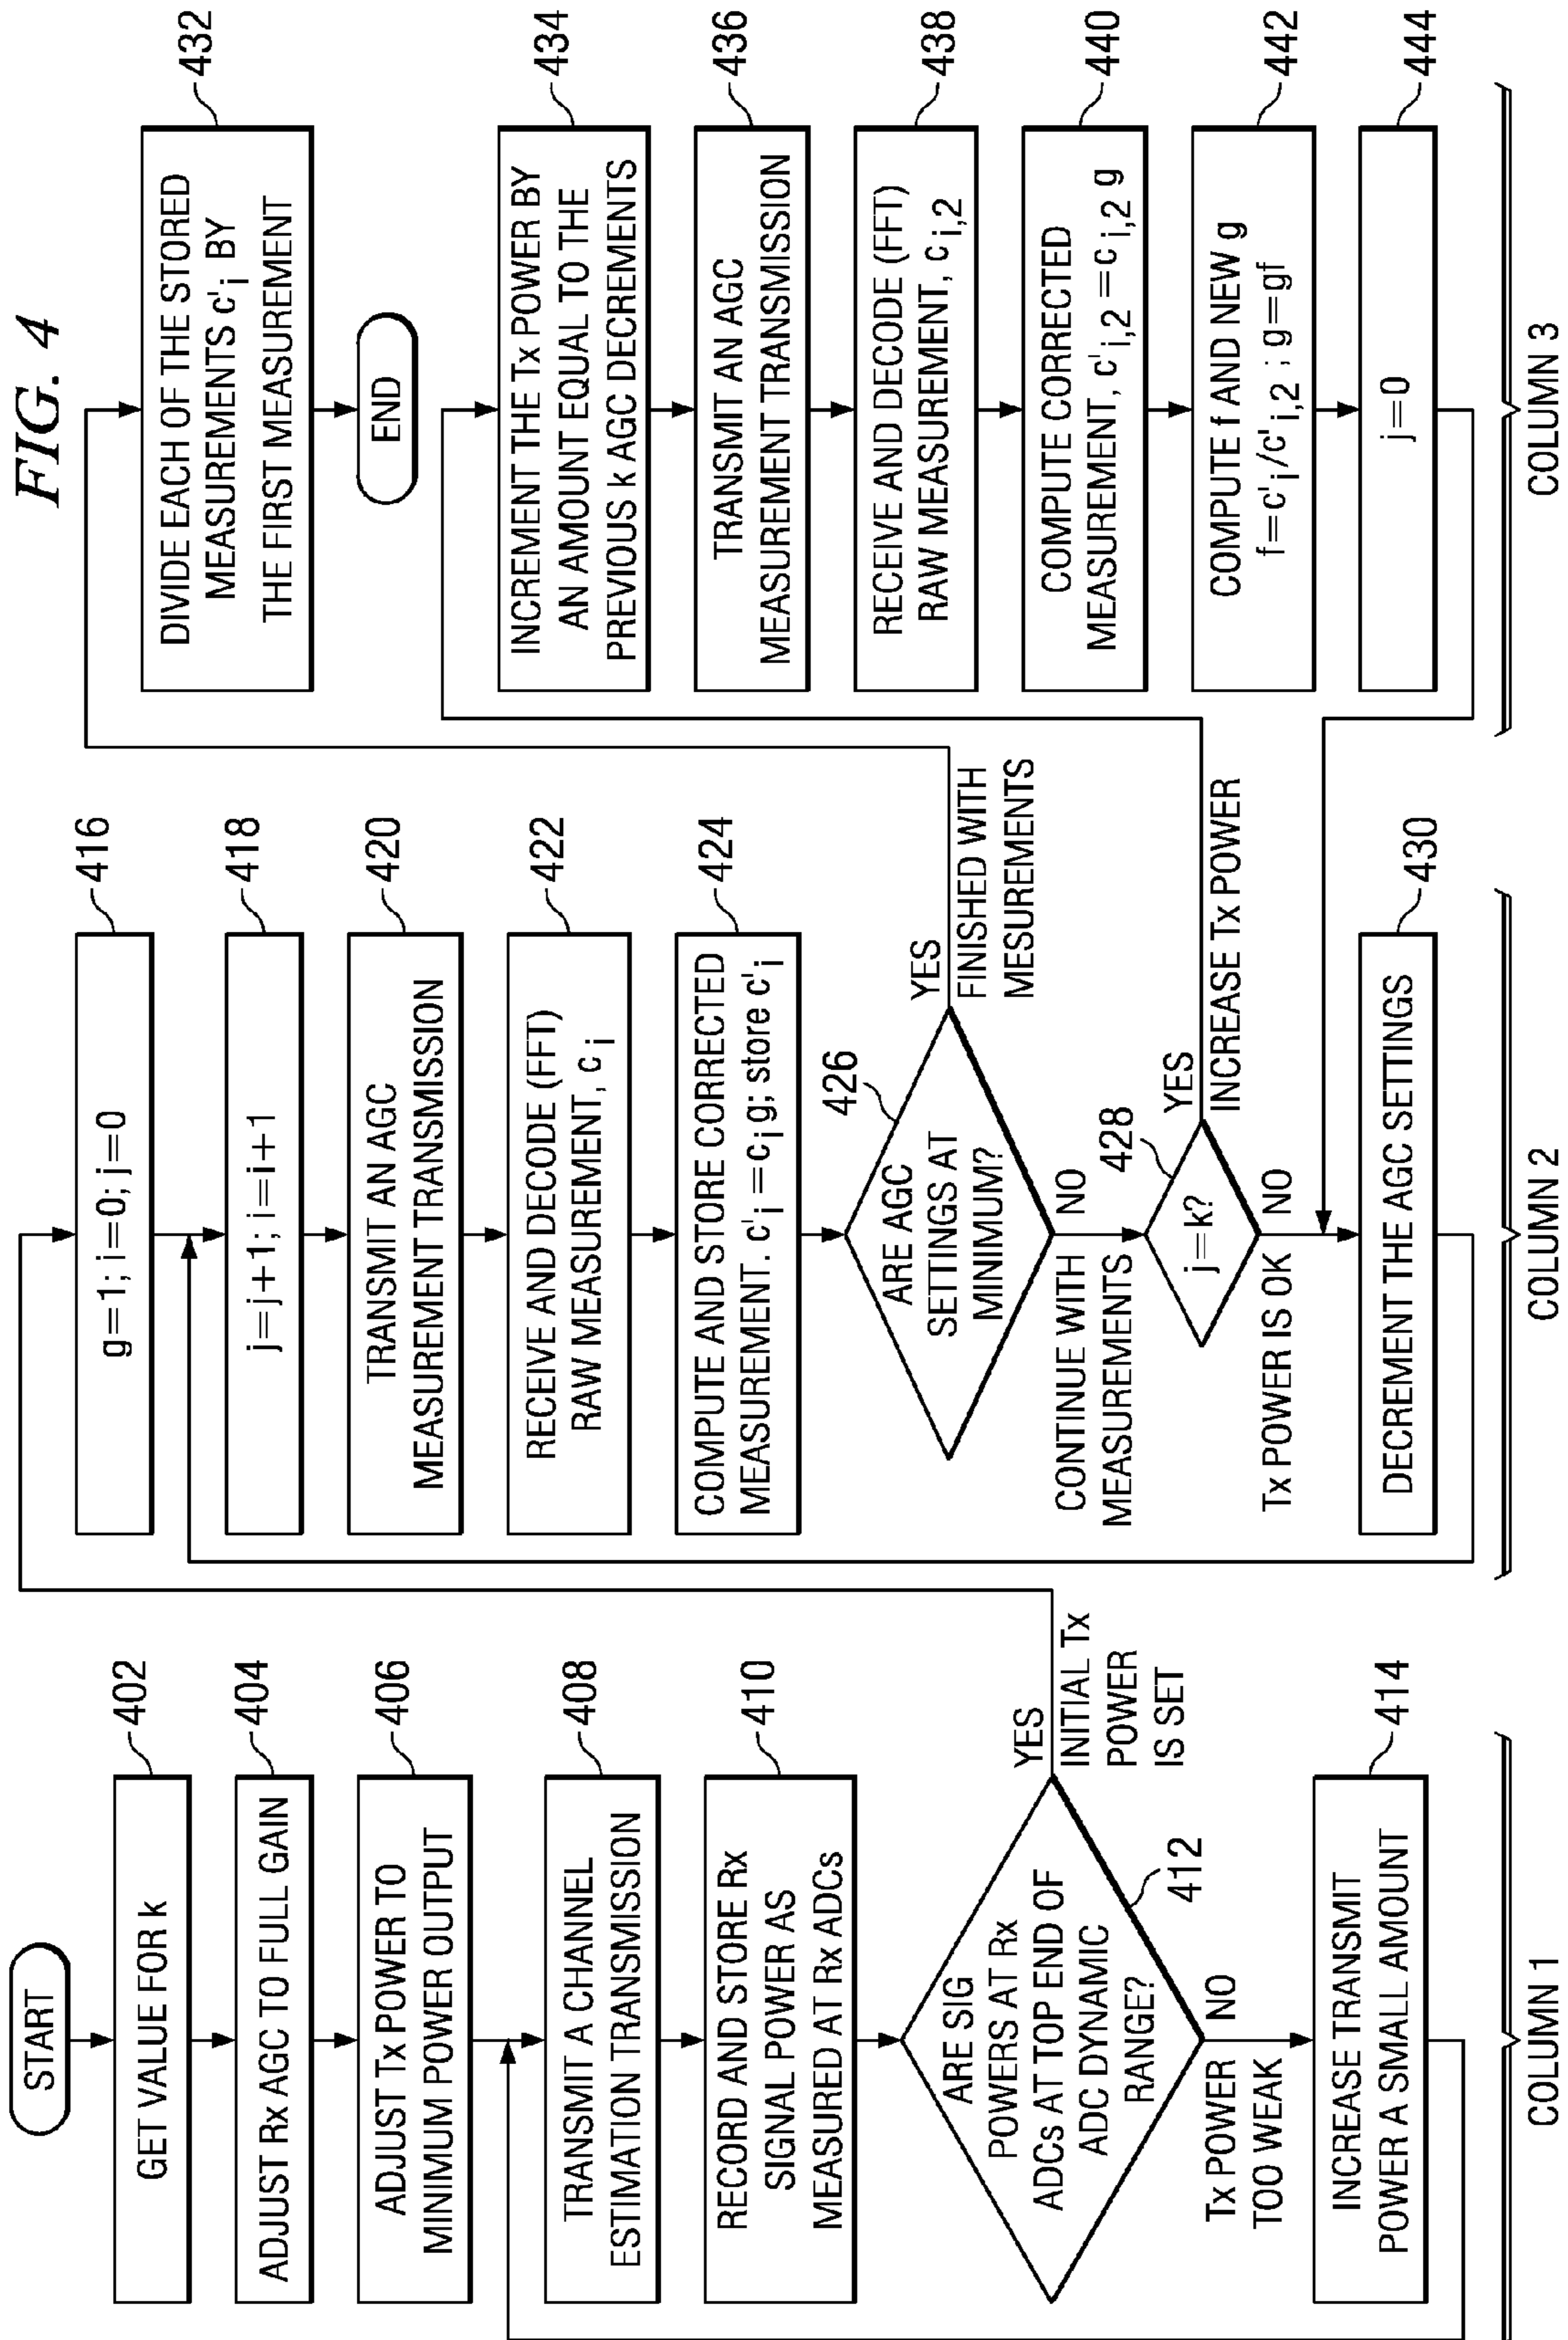 FIG. 4
START
GET VALUE FOR k
402
ADJUST Rx AGC TO FULL GAIN
404
ADJUST Tx POWER TO
MINIMUM POWER OUTPUT
406
TRANSMIT A CHANNEL
ESTIMATION TRANSMISSION
408
RECORD AND STORE Rx
SIGNAL POWER AS
MEASURED AT Rx ADCs
410
ARE SIG
POWERS AT Rx
ADCs AT TOP END OF
ADC DYNAMIC
RANGE?
412
YES
INITIAL Tx
POWER
IS SET
NO
Tx POWER
TOO WEAK
INCREASE TRANSMIT
POWER A SMALL AMOUNT
414
COLUMN 1
g=1; i=0; j=0
416
j=j+1; i=i+1
418
TRANSMIT AN AGC
MEASUREMENT TRANSMISSION
420
RECEIVE AND DECODE (FFT)
RAW MEASUREMENT, c i
422
COMPUTE AND STORE CORRECTED
MEASUREMENT. c' i =c i g; store c' i
424
ARE AGC
SETTINGS AT
MINIMUM?
426
YES
FINISHED WITH
MESUREMENTS
NO
CONTINUE WITH
MEASUREMENTS
j=k?
428
YES
INCREASE Tx POWER
NO
Tx POWER IS OK
DECREMENT THE AGC SETTINGS
430
COLUMN 2
DIVIDE EACH OF THE STORED
MEASUREMENTS c' i BY
THE FIRST MEASUREMENT
432
END
INCREMENT THE Tx POWER BY
AN AMOUNT EQUAL TO THE
PREVIOUS k AGC DECREMENTS
434
TRANSMIT AN AGC
MEASUREMENT TRANSMISSION
436
RECEIVE AND DECODE (FFT)
RAW MEASUREMENT, c i,2
438
COMPUTE CORRECTED
MEASUREMENT, c' i,2 =c i,2 g
440
COMPUTE f AND NEW g
f=c' i/c' i,2 ; g=gf
442
j=0
444
COLUMN 3